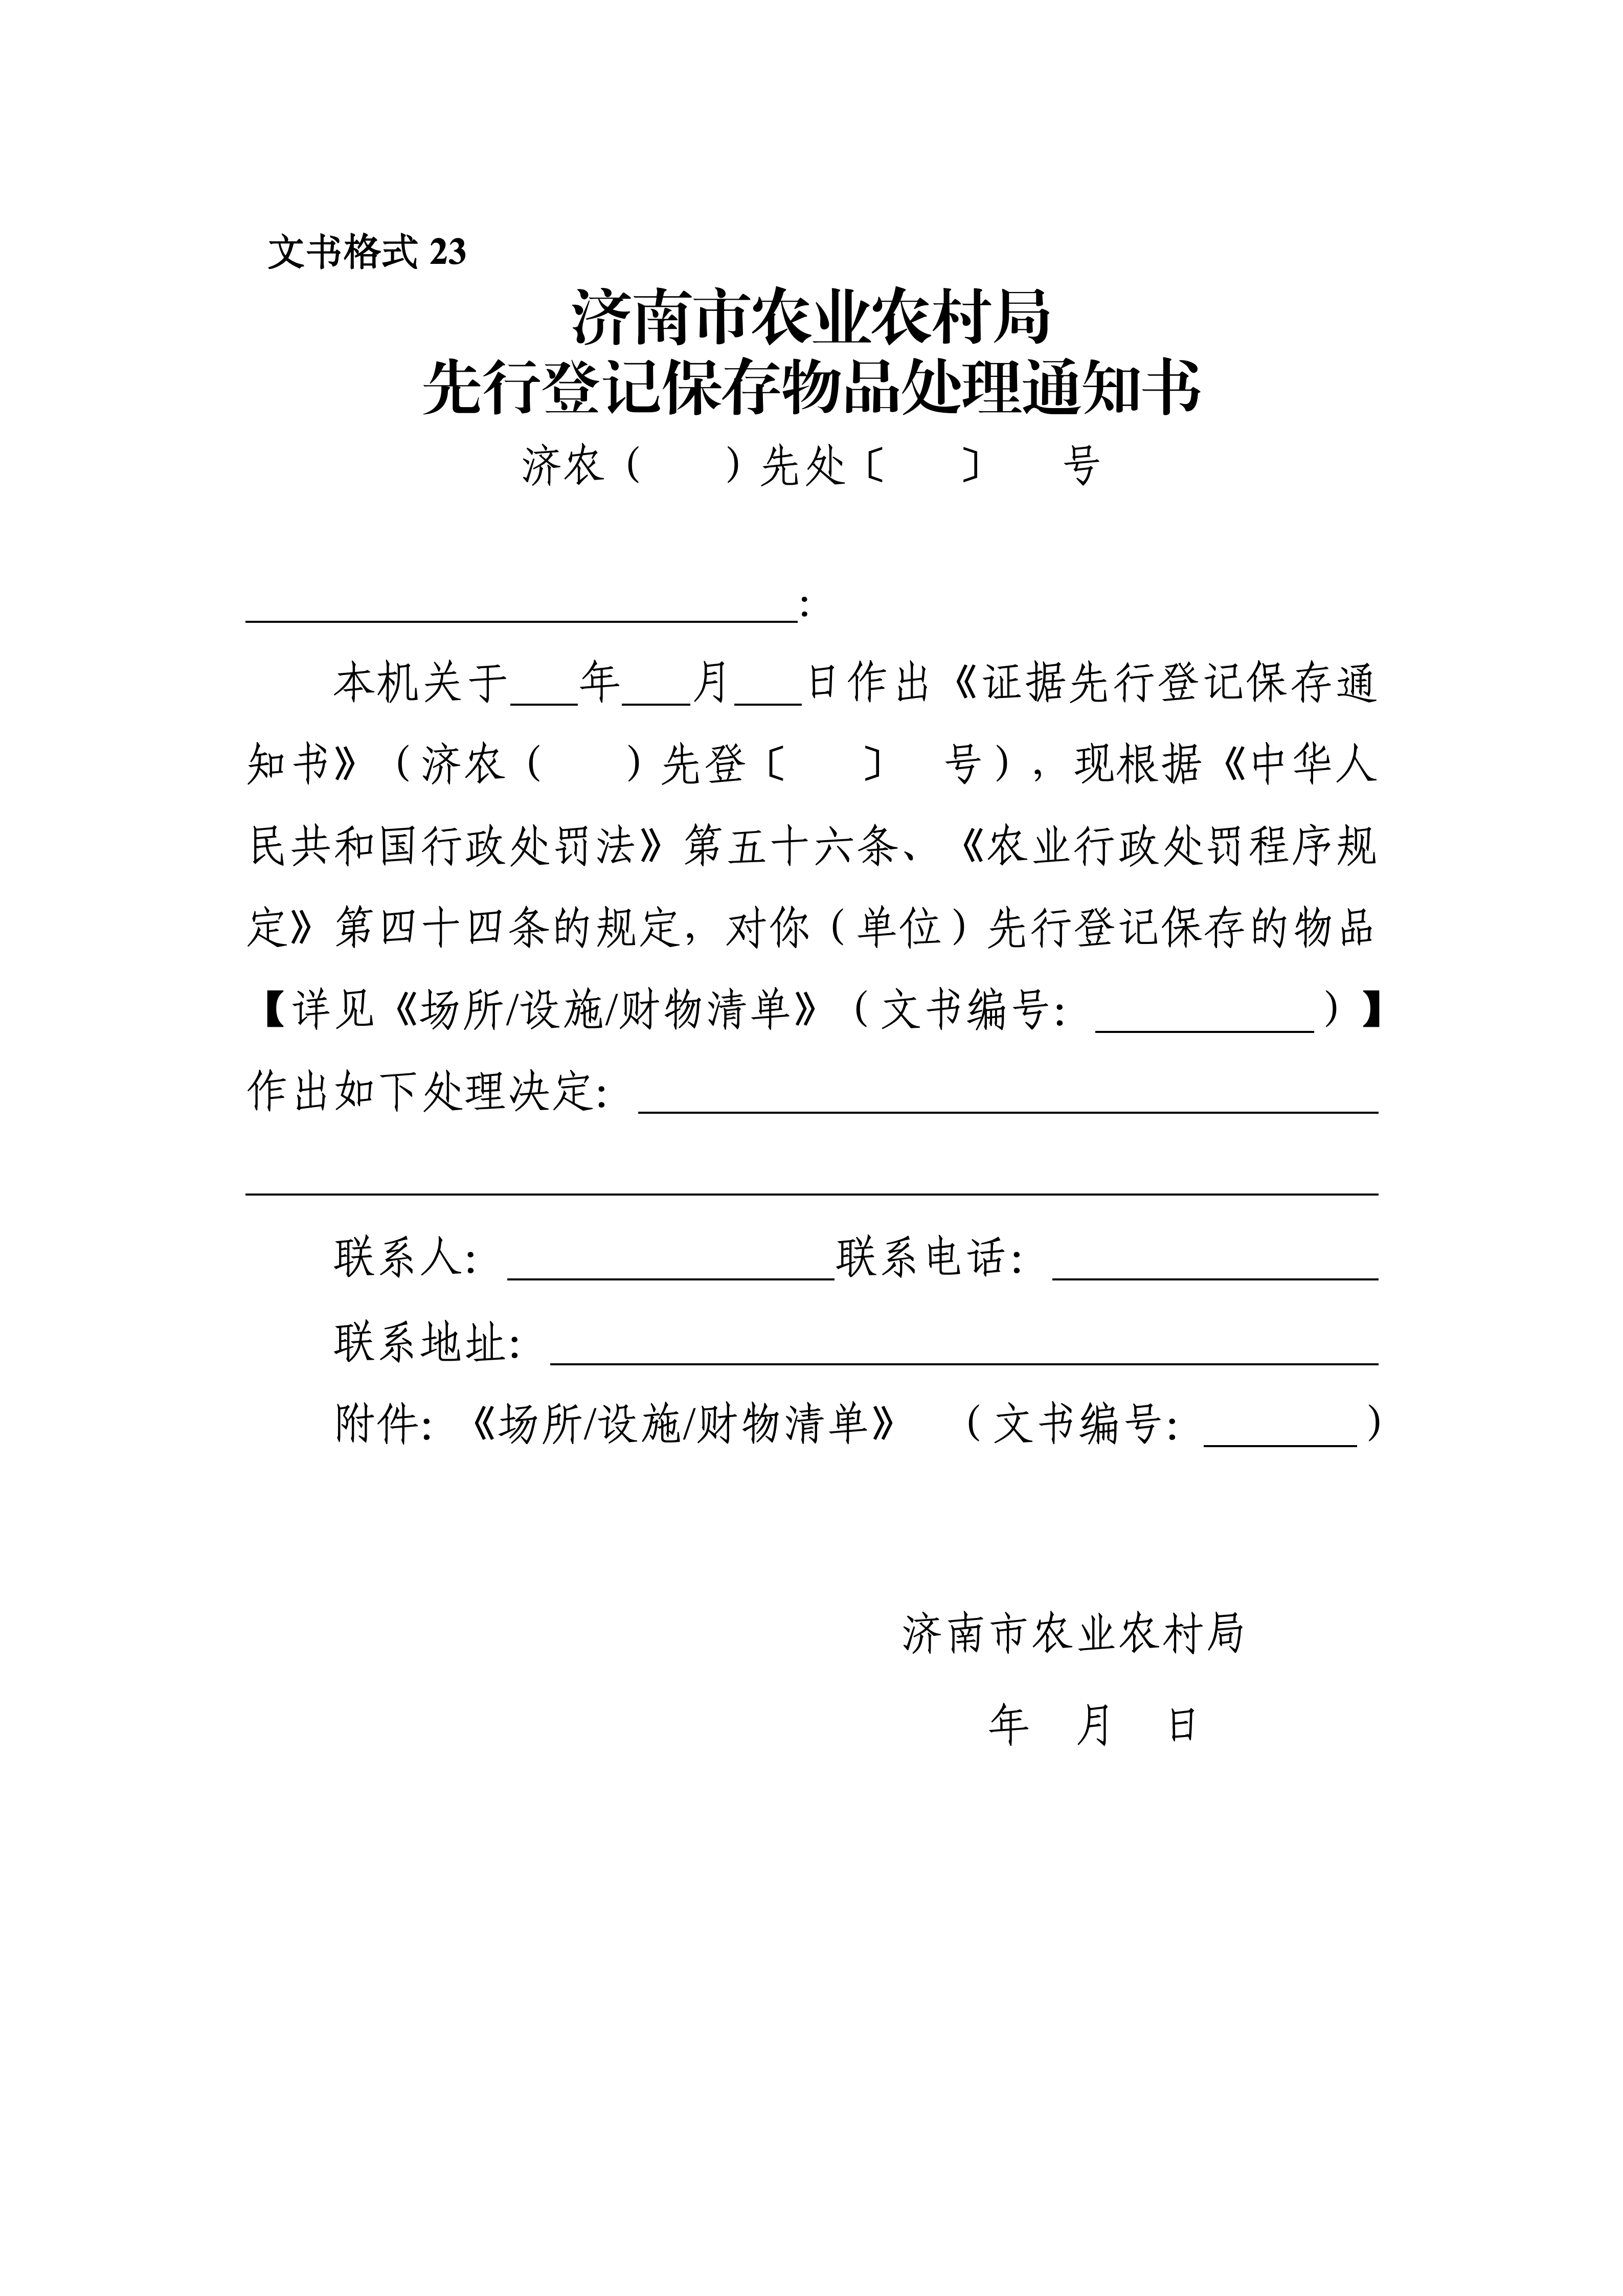 文书格式 23
济南市农业农村局
先行登记保存物品处理通知书
济农（　　）先处〔　　〕　　号
__________________________：
本机关于___年___月___日作出《证据先行登记保存通
知书》（济农（　　）先登〔　　〕　号），现根据《中华人
民共和国行政处罚法》第五十六条、《农业行政处罚程序规
定》第四十四条的规定，对你（单位）先行登记保存的物品
【详见《场所/设施/财物清单》（文书编号：__________）】
作出如下处理决定：__________________________________
____________________________________________________
联系人：_______________联系电话：_______________
联系地址：______________________________________
附件：《场所/设施/财物清单》　（文书编号：_______）
济南市农业农村局
年　月　日